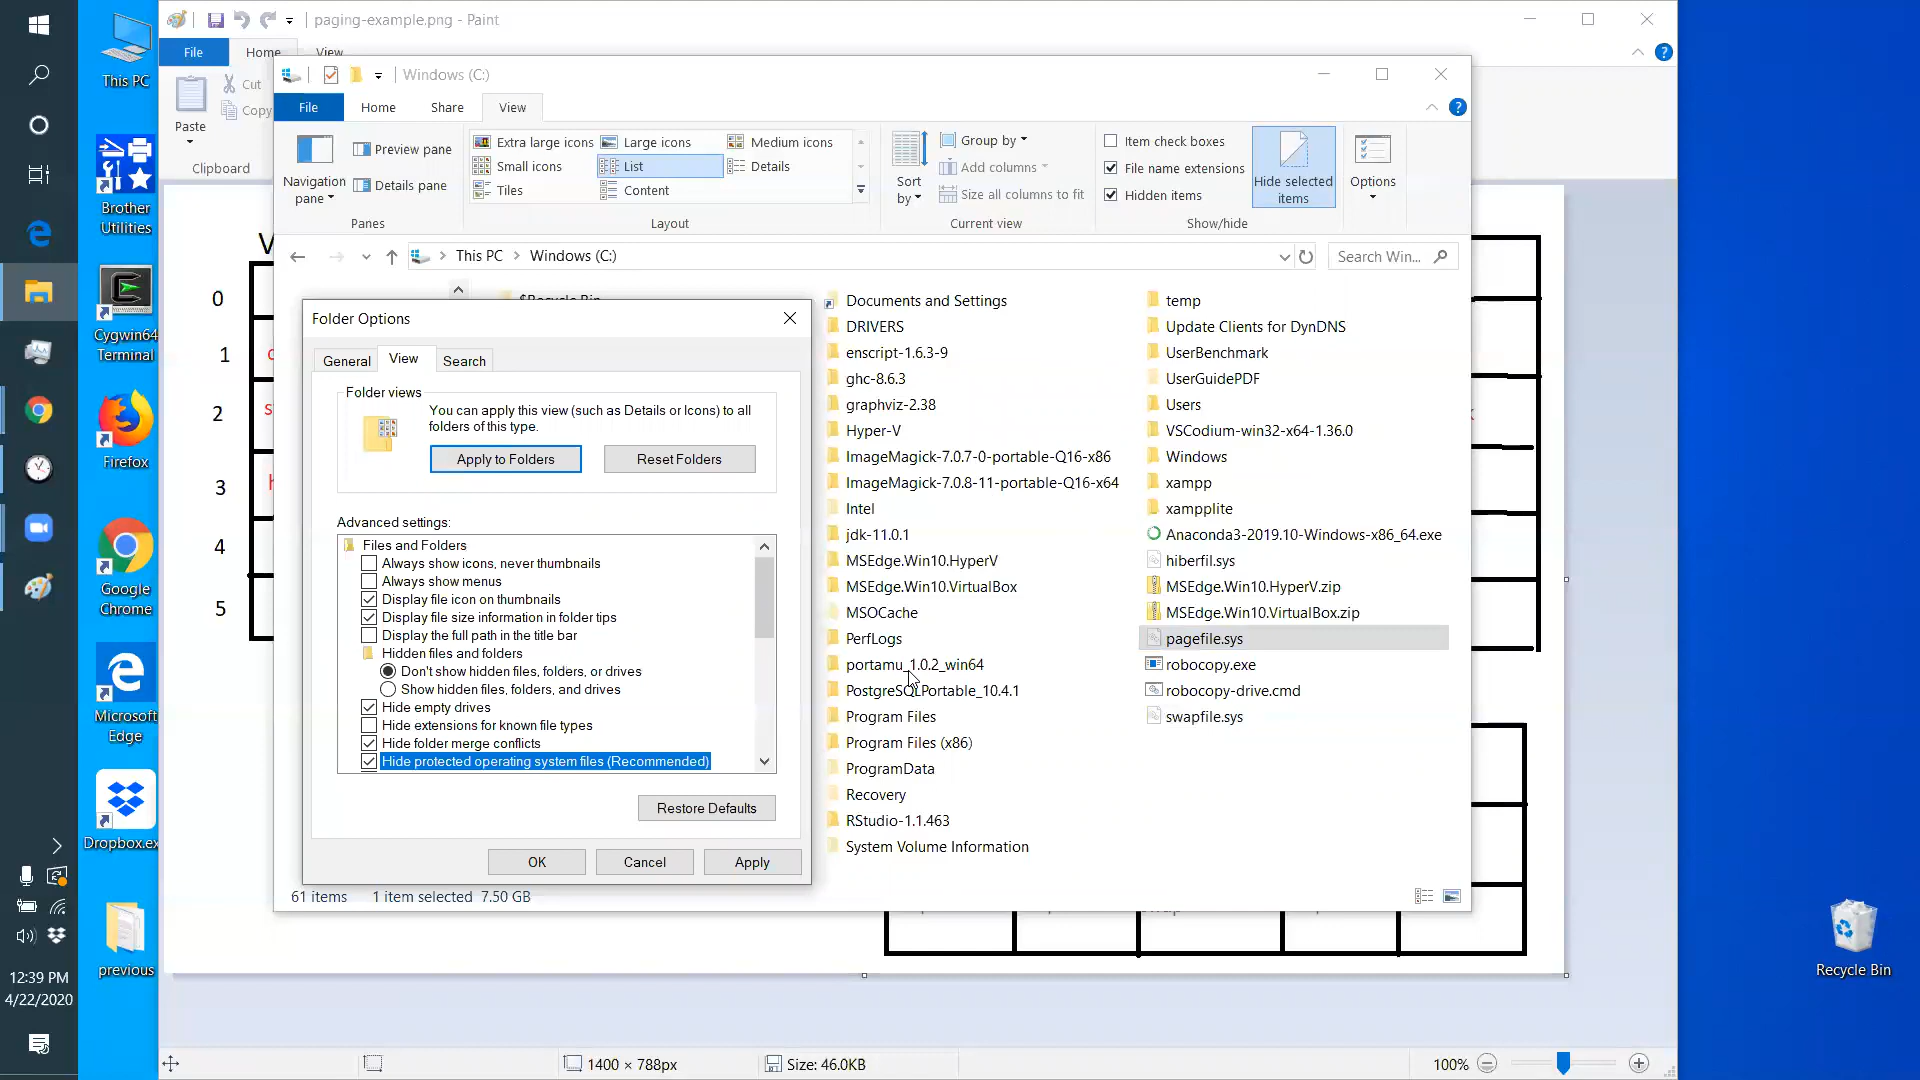 paging-example.png - Paint
File
Home
View
Cut
Copy
Paste
Clipboard
Windows (C:)
File
Home
Share
View
Navigation pane
Preview pane
Details pane
Panes
Extra large icons
Large icons
Medium icons
Small icons
List
Details
Tiles
Content
Layout
Sort by
Group by
Add columns
Size all columns to fit
Current view
Item check boxes
File name extensions
Hidden items
Hide selected items
Show/hide
Options
This PC
Windows (C:)
Search Win...
V
0
1
2
3
4
5
Folder Options
General
View
Search
Folder views
You can apply this view (such as Details or Icons) to all
folders of this type.
Apply to Folders
Reset Folders
Advanced settings:
Files and Folders
Always show icons, never thumbnails
Always show menus
Display file icon on thumbnails
Display file size information in folder tips
Display the full path in the title bar
Hidden files and folders
Don't show hidden files, folders, or drives
Show hidden files, folders, and drives
Hide empty drives
Hide extensions for known file types
Hide folder merge conflicts
Hide protected operating system files (Recommended)
Restore Defaults
OK
Cancel
Apply
$Recycle Bin
Documents and Settings
DRIVERS
enscript-1.6.3-9
ghc-8.6.3
graphviz-2.38
Hyper-V
ImageMagick-7.0.7-0-portable-Q16-x86
ImageMagick-7.0.8-11-portable-Q16-x64
Intel
jdk-11.0.1
MSEdge.Win10.HyperV
MSEdge.Win10.VirtualBox
MSOCache
PerfLogs
portamu_1.0.2_win64
PostgreSQLPortable_10.4.1
Program Files
Program Files (x86)
ProgramData
Recovery
RStudio-1.1.463
System Volume Information
temp
Update Clients for DynDNS
UserBenchmark
UserGuidePDF
Users
VSCodium-win32-x64-1.36.0
Windows
xampp
xampplite
Anaconda3-2019.10-Windows-x86_64.exe
hiberfil.sys
MSEdge.Win10.HyperV.zip
MSEdge.Win10.VirtualBox.zip
pagefile.sys
robocopy.exe
robocopy-drive.cmd
swapfile.sys
61 items
1 item selected 7.50 GB
1400 × 788px
Size: 46.0KB
100%
This PC
Brother
Utilities
Cygwin64
Terminal
Firefox
Google
Chrome
Microsoft
Edge
Dropbox.ex
previous
12:39 PM
4/22/2020
Recycle Bin